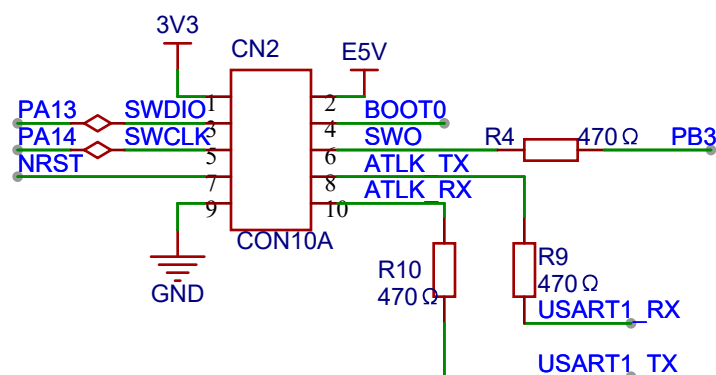 3V3
CN2
E5V
1
2
PA13
SWDIO
BOOT0
3
4
PA14
SWCLK
SWO
R4
470Ω
PB3
5
6
NRST
ATLK_TX
7
8
ATLK_RX
9
10
CON10A
R10
470Ω
R9
470Ω
GND
USART1_RX
USART1_TX